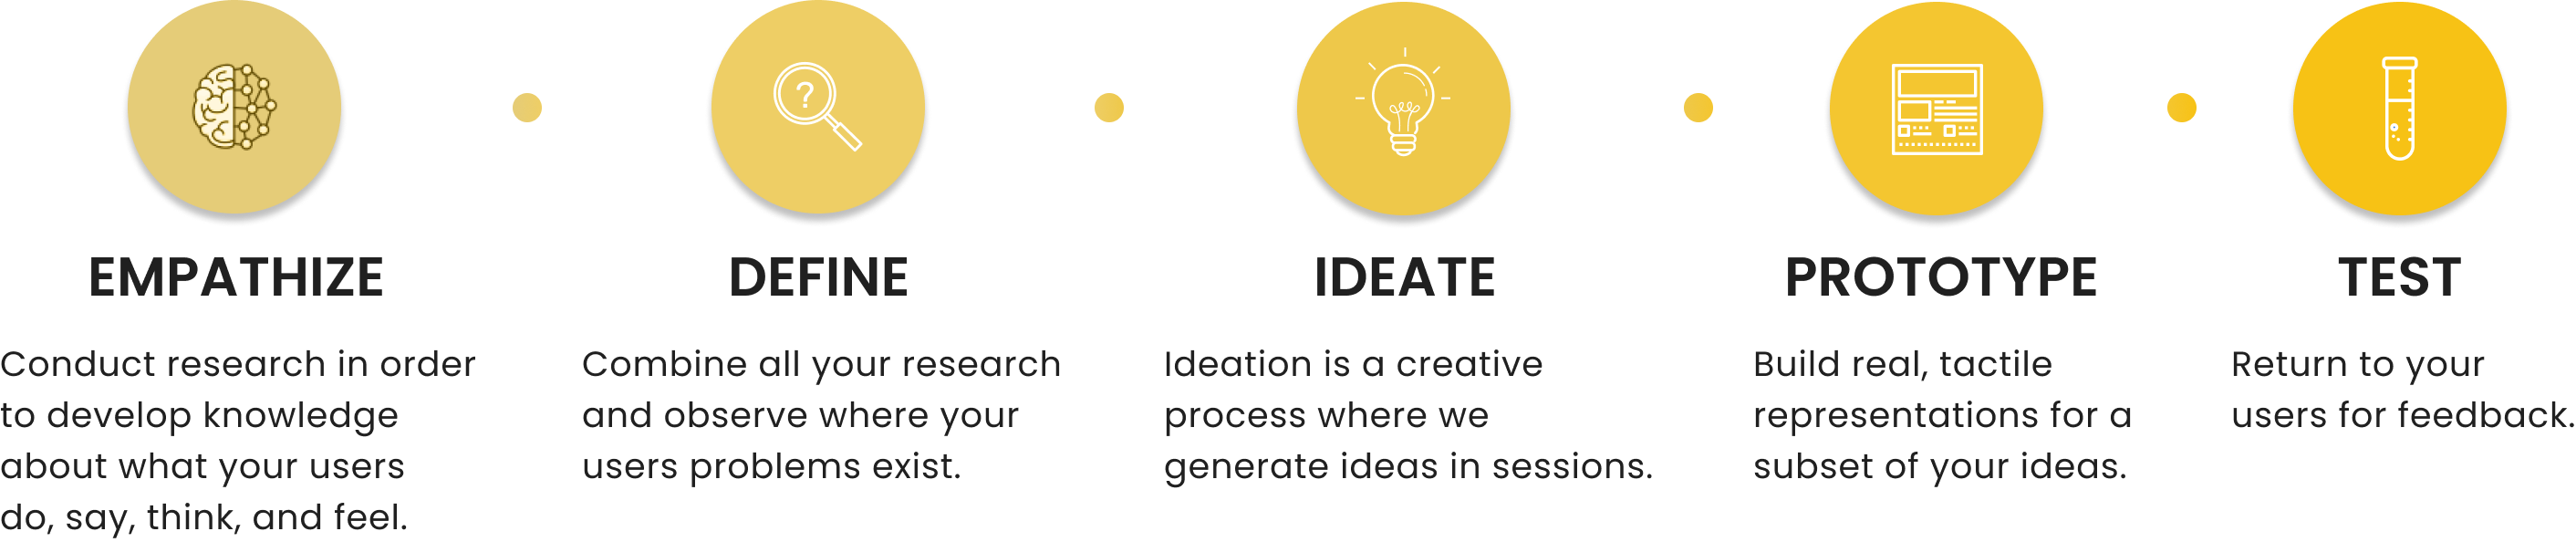 ?
EMPATHIZE
Conduct research in order
to develop knowledge
about what your users
do, say, think, and feel.
DEFINE
Combine all your research
and observe where your
users problems exist.
IDEATE
Ideation is a creative
process where we
generate ideas in sessions.
PROTOTYPE
Build real, tactile
representations for a
subset of your ideas.
TEST
Return to your
users for feedback.